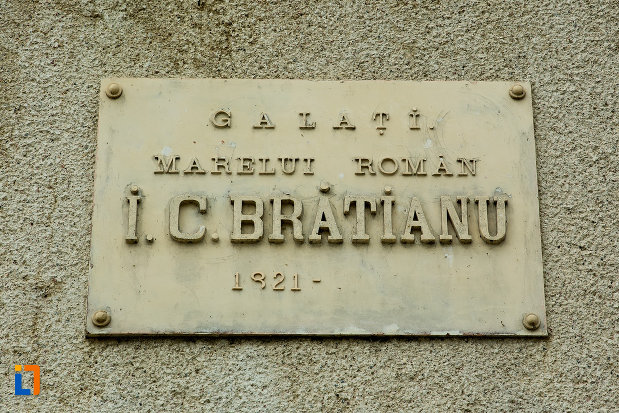 GALAȚI.
MARELUI ROMÂN
I.C.BRĂTIANU
1821-